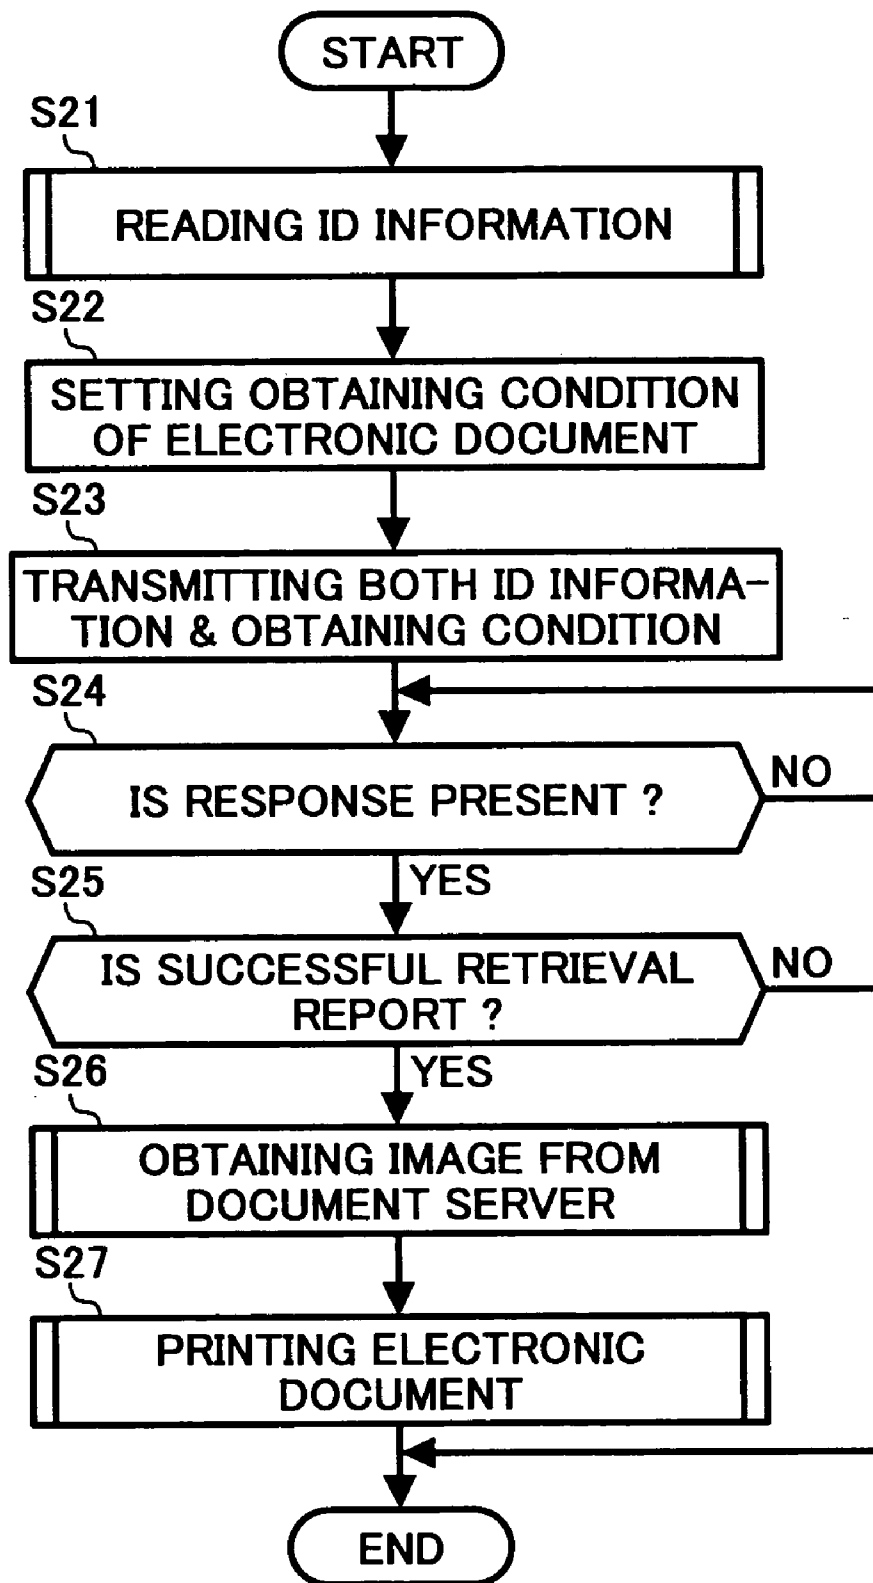 START
S21
READING ID INFORMATION
S22
SETTING OBTAINING CONDITION
OF ELECTRONIC DOCUMENT
S23
TRANSMITTING BOTH ID INFORMA-
TION & OBTAINING CONDITION
S24
IS RESPONSE PRESENT ?
NO
YES
S25
IS SUCCESSFUL RETRIEVAL
REPORT ?
NO
YES
S26
OBTAINING IMAGE FROM
DOCUMENT SERVER
S27
PRINTING ELECTRONIC
DOCUMENT
END